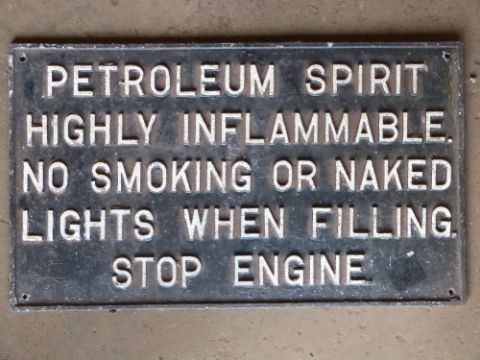 PETROLEUM SPIRIT
HIGHLY INFLAMMABLE.
NO SMOKING OR NAKED
LIGHTS WHEN FILLING.
STOP ENGINE.